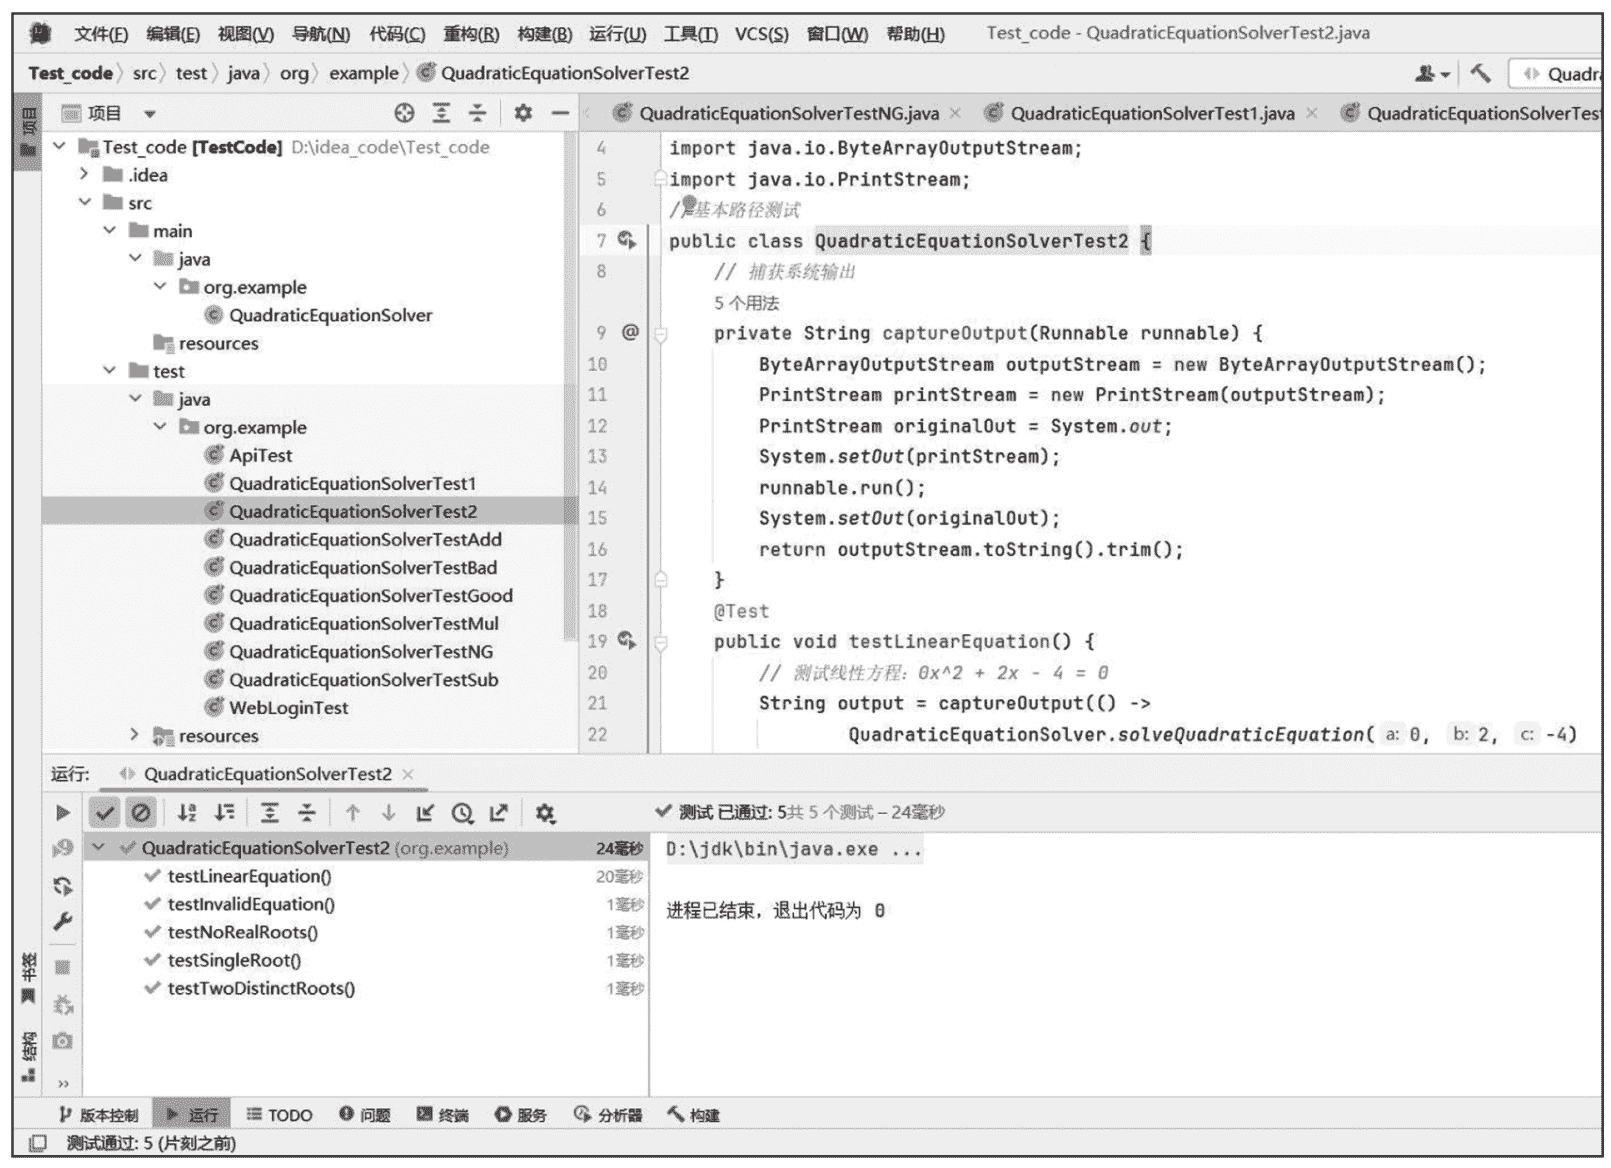 文件(F) 编辑(E) 视图(V) 导航(N) 代码(C) 重构(R) 构建(B) 运行(U) 工具(T) VCS(S) 窗口(W) 帮助(H) Test_code - QuadraticEquationSolverTest2.java
Test_code src test java org example QuadraticEquationSolverTest2
Quadra
项目
项目
QuadraticEquationSolverTestNG.java QuadraticEquationSolverTest1.java QuadraticEquationSolverTest
Test_code [TestCode] D:\idea_code\Test_code
.idea
src
main
java
org.example
QuadraticEquationSolver
resources
test
java
org.example
ApiTest
QuadraticEquationSolverTest1
QuadraticEquationSolverTest2
QuadraticEquationSolverTestAdd
QuadraticEquationSolverTestBad
QuadraticEquationSolverTestGood
QuadraticEquationSolverTestMul
QuadraticEquationSolverTestNG
QuadraticEquationSolverTestSub
WebLoginTest
resources
4 import java.io.ByteArrayOutputStream;
5 import java.io.PrintStream;
6 //基本路径测试
7 public class QuadraticEquationSolverTest2 {
8 // 捕获系统输出
5 个用法
9 @ private String captureOutput(Runnable runnable) {
10 ByteArrayOutputStream outputStream = new ByteArrayOutputStream();
11 PrintStream printStream = new PrintStream(outputStream);
12 PrintStream originalOut = System.out;
13 System.setOut(printStream);
14 runnable.run();
15 System.setOut(originalOut);
16 return outputStream.toString().trim();
17 }
18 @Test
19 public void testLinearEquation() {
20 // 测试线性方程：0x^2 + 2x - 4 = 0
21 String output = captureOutput(() ->
22 QuadraticEquationSolver.solveQuadraticEquation( a: 0, b: 2, c: -4)
运行: QuadraticEquationSolverTest2
测试 已通过: 5共 5 个测试 – 24毫秒
QuadraticEquationSolverTest2 (org.example) 24毫秒
testLinearEquation() 20毫秒
testInvalidEquation() 1毫秒
testNoRealRoots() 1毫秒
testSingleRoot() 1毫秒
testTwoDistinctRoots() 1毫秒
D:\jdk\bin\java.exe ...
进程已结束，退出代码为 0
书签
结构
版本控制 运行 TODO 问题 终端 服务 分析器 构建
测试通过: 5 (片刻之前)